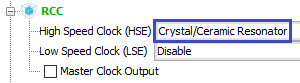 RCC
High Speed Clock (HSE) Crystal/Ceramic Resonator
Low Speed Clock (LSE) Disable
Master Clock Output